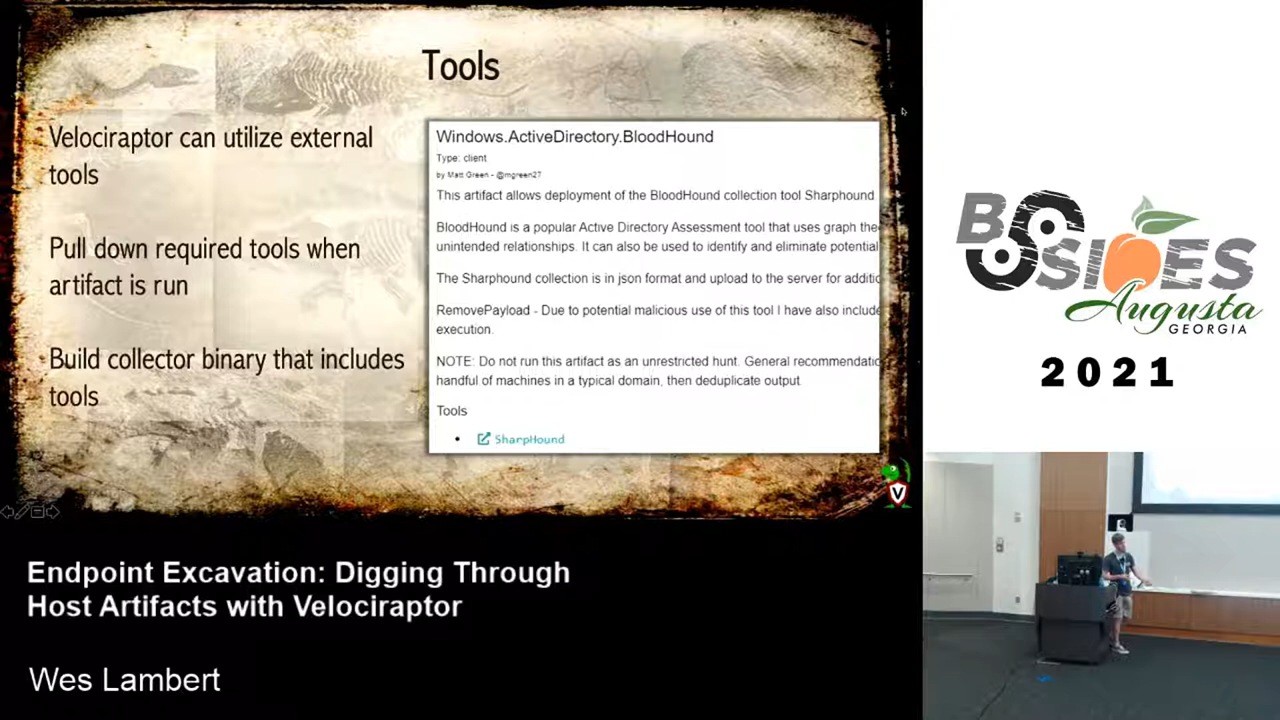 Tools
Velociraptor can utilize external
tools
Pull down required tools when
artifact is run
Build collector binary that includes
tools
Windows.ActiveDirectory.BloodHound
Type: client
by Matt Green - @mgreen27
This artifact allows deployment of the BloodHound collection tool Sharphound
BloodHound is a popular Active Directory Assessment tool that uses graph the
unintended relationships. It can also be used to identify and eliminate potential
The Sharphound collection is in json format and upload to the server for additio
RemovePayload - Due to potential malicious use of this tool I have also include
execution.
NOTE: Do not run this artifact as an unrestricted hunt. General recommendatio
handful of machines in a typical domain, then deduplicate output
Tools
SharpHound
V
BSIDES
Augusta
GEORGIA
2021
Endpoint Excavation: Digging Through
Host Artifacts with Velociraptor
Wes Lambert